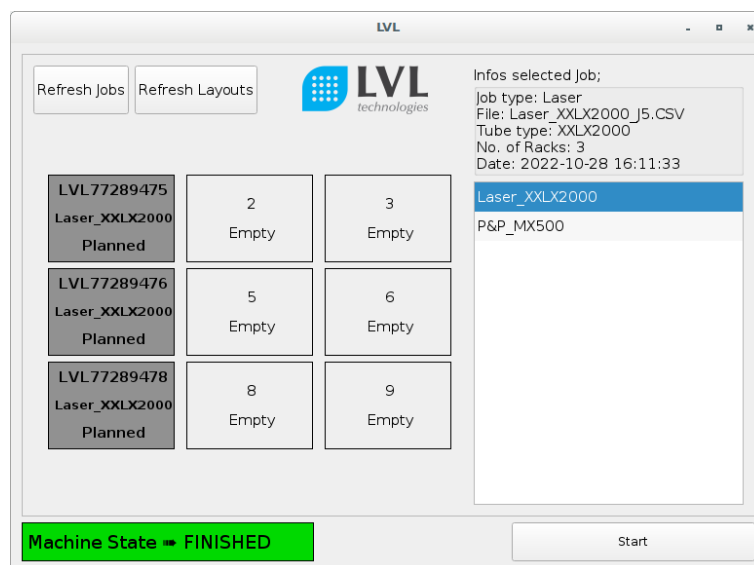 LVL
Refresh Jobs
Refresh Layouts
LVL
technologies
Infos selected Job;
Job type: Laser
File: Laser_XXLX2000_J5.CSV
Tube type: XXLX2000
No. of Racks: 3
Date: 2022-10-28 16:11:33
LVL77289475
Laser_XXLX2000
Planned
2
Empty
3
Empty
LVL77289476
Laser_XXLX2000
Planned
5
Empty
6
Empty
LVL77289478
Laser_XXLX2000
Planned
8
Empty
9
Empty
Laser_XXLX2000
P&P_MX500
Machine State ➠ FINISHED
Start